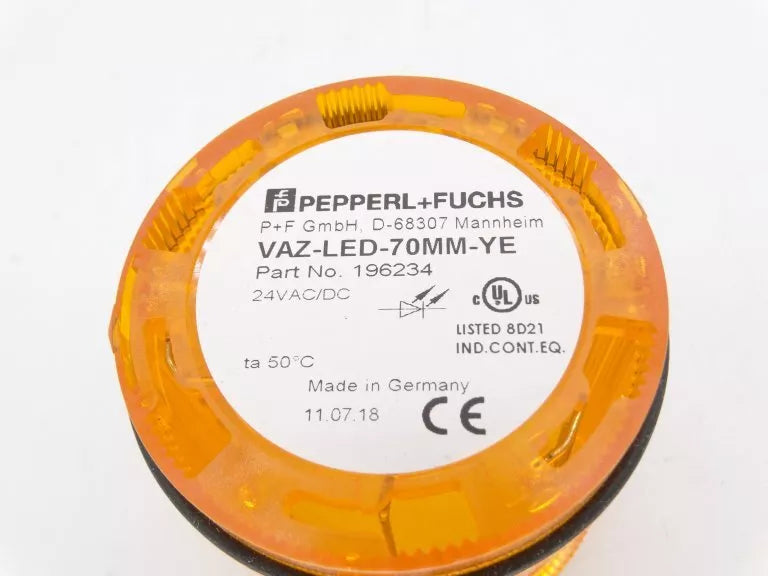 PEPPERL+FUCHS
P+F GmbH, D-68307 Mannheim
VAZ-LED-70MM-YE
Part No. 196234
24VAC/DC
c UL us
LISTED 8D21
IND.CONT.EQ.
ta 50°C
Made in Germany
11.07.18
CE